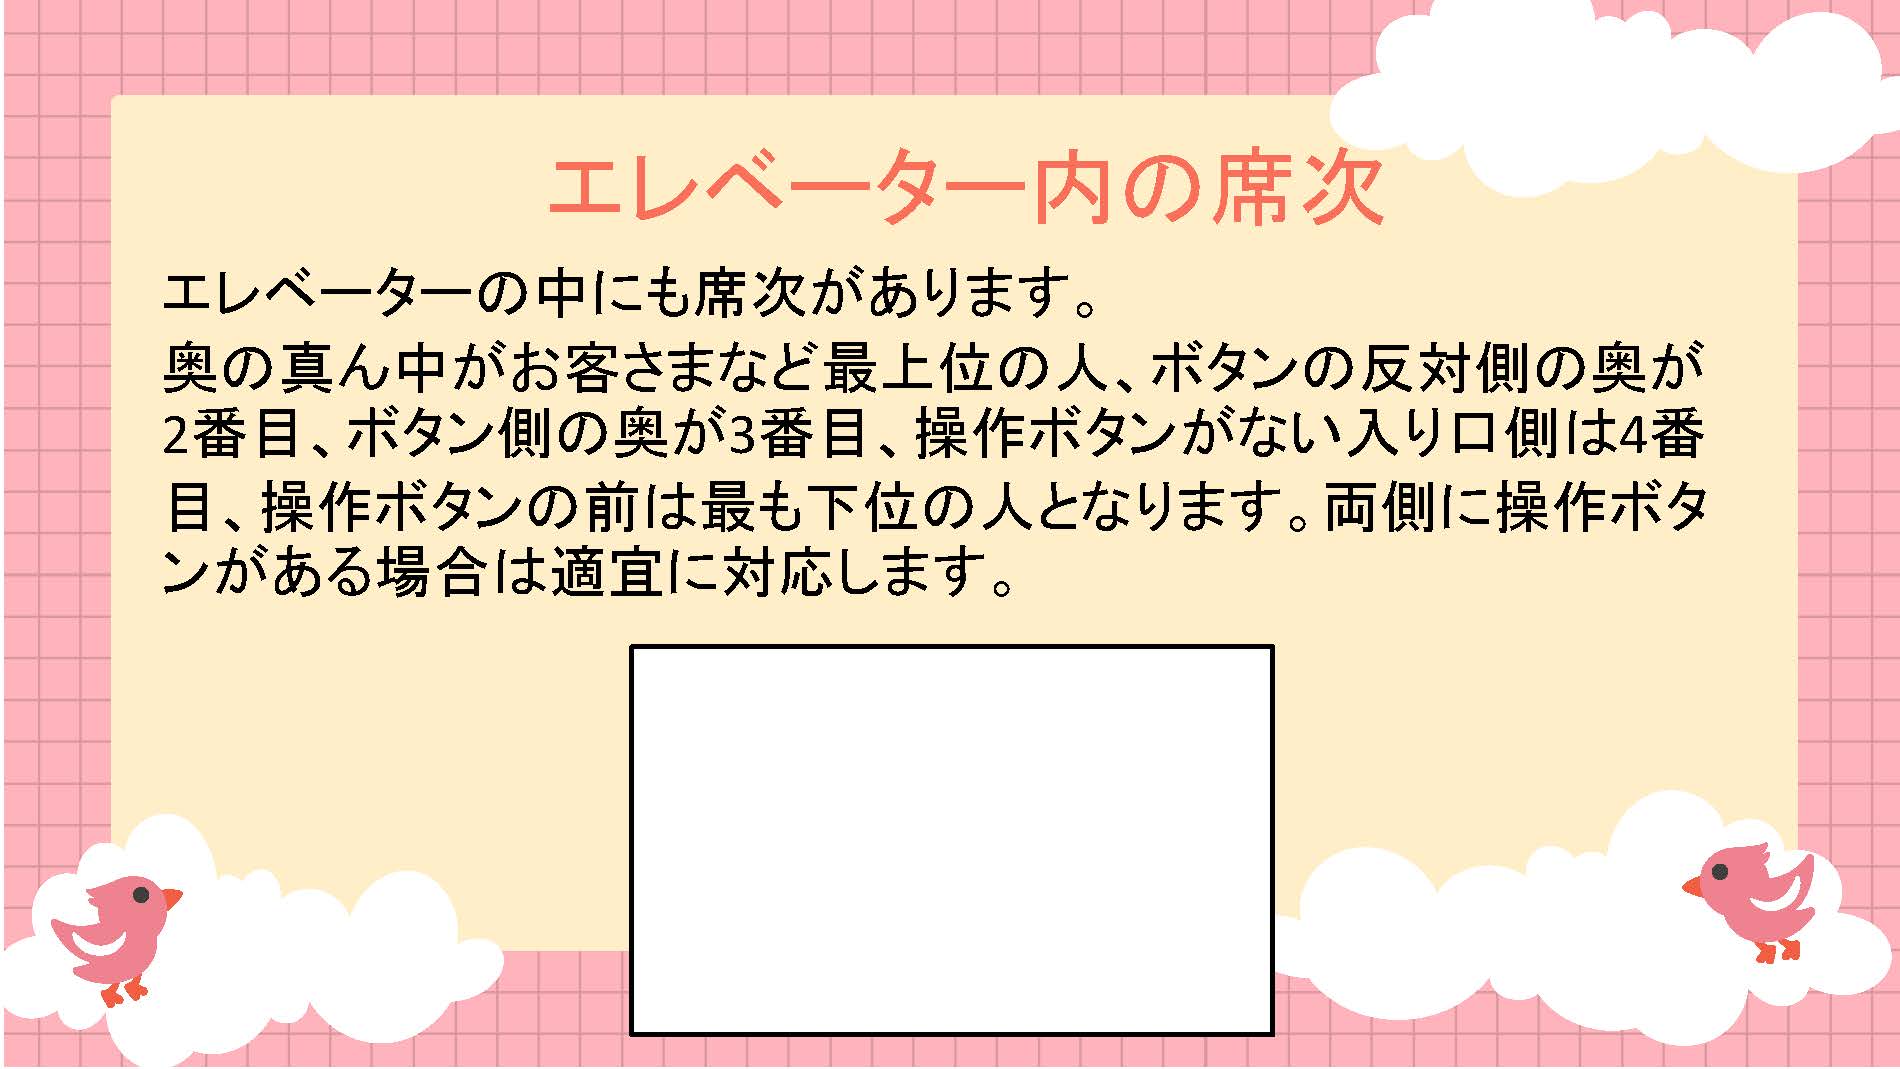 エレベーター内の席次
エレベーターの中にも席次があります。
奥の真ん中がお客さまなど最上位の人、ボタンの反対側の奥が
2番目、ボタン側の奥が3番目、操作ボタンがない入り口側は4番
目、操作ボタンの前は最も下位の人となります。両側に操作ボタ
ンがある場合は適宜に対応します。